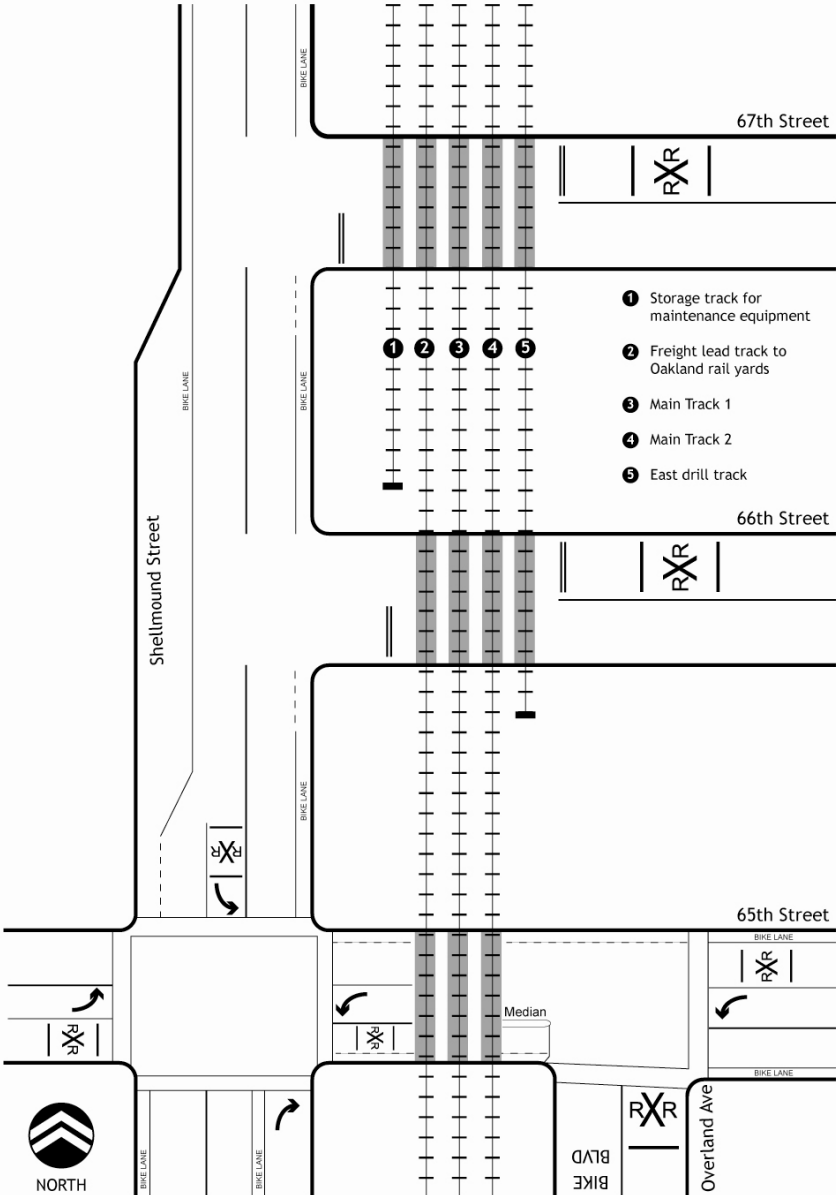 BIKE LANE
67th Street
RXR
1 Storage track for
maintenance equipment
1 2 3 4 5
2 Freight lead track to
Oakland rail yards
BIKE LANE
BIKE LANE
3 Main Track 1
4 Main Track 2
5 East drill track
66th Street
Shellmound Street
RXR
BIKE LANE
RXR
65th Street
BIKE LANE
RXR
Median
RXR
RXR
BIKE LANE
RXR
Overland Ave
BIKE LANE
BIKE LANE
BLVD
BIKE
NORTH